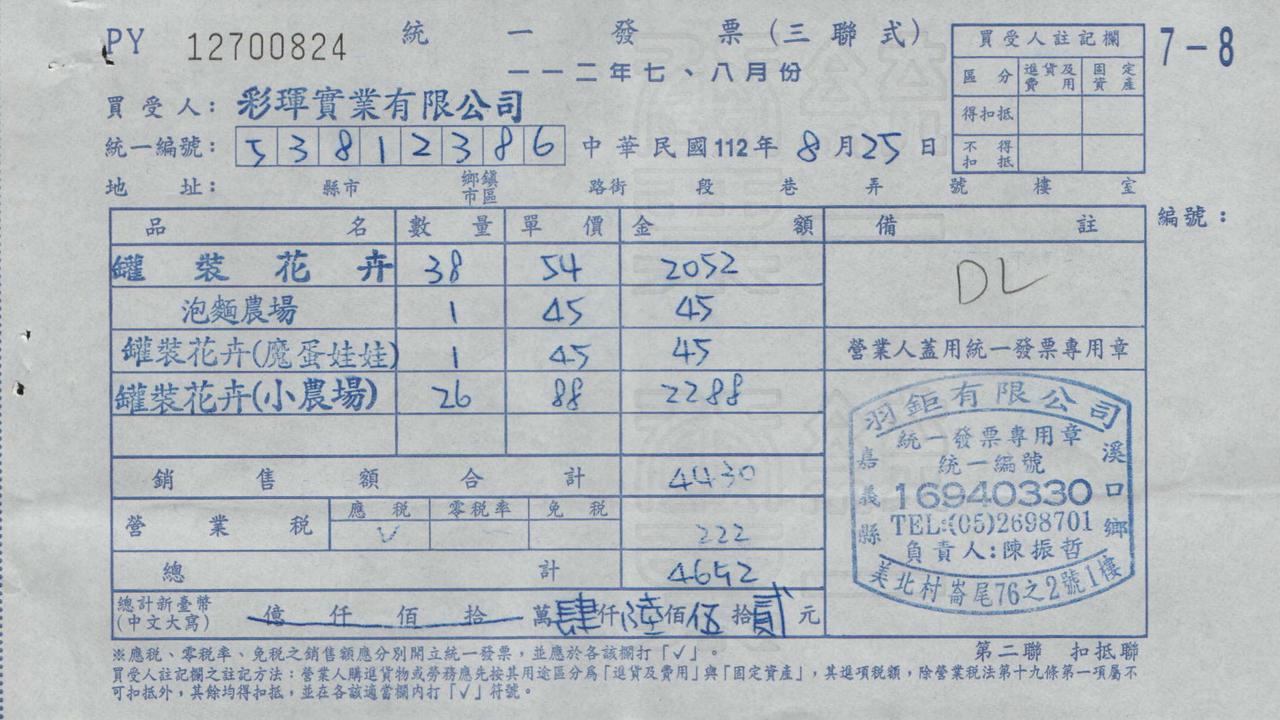 PY 12700824 統一發票(三聯式)
一一二年七、八月份
7-8
買受人註記欄
區分 進貨及費用 固定資產
得扣抵
不得扣抵
買受人:彩琿實業有限公司
統一編號:53812386 中華民國112年8月25日
地址: 縣市 鄉鎮市區 路街 段 巷 弄 號 樓 室
編號:
品名 數量 單價 金額 備註
罐裝花卉 38 54 2052 DL
泡麵農場 1 45 45
罐裝花卉(魔蛋娃娃) 1 45 45 營業人蓋用統一發票專用章
罐裝花卉(小農場) 26 88 2288
銷售額合計 4430
營業稅 應稅 零稅率 免稅
V 222
總計 4652
總計新臺幣(中文大寫) 億仟佰拾萬肆仟陸佰伍拾貳元
羽鉅有限公司
統一發票專用章
統一編號
16940330
TEL:(05)2698701
負責人:陳振哲
嘉義縣溪口鄉
美北村崙尾76之2號1樓
※應稅、零稅率、免稅之銷售額應分別開立統一發票,並應於各該欄打「✓」。
第二聯 扣抵聯
買受人註記欄之註記方法:營業人購進貨物或勞務應先按其用途區分為「進貨及費用」與「固定資產」,其進項稅額,除營業稅法第十九條第一項屬不
可扣抵外,其餘均得扣抵,並在各該適當欄內打「✓」符號。